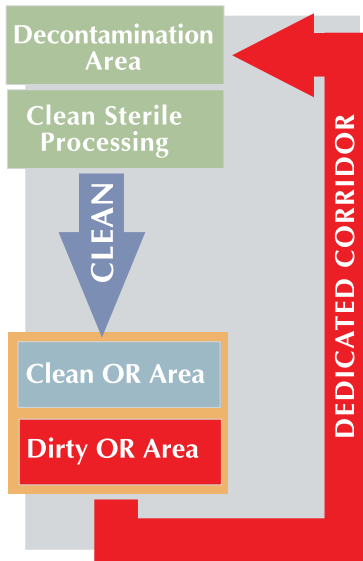 Decontamination
Area
Clean Sterile
Processing
CLEAN
Clean OR Area
Dirty OR Area
DEDICATED CORRIDOR